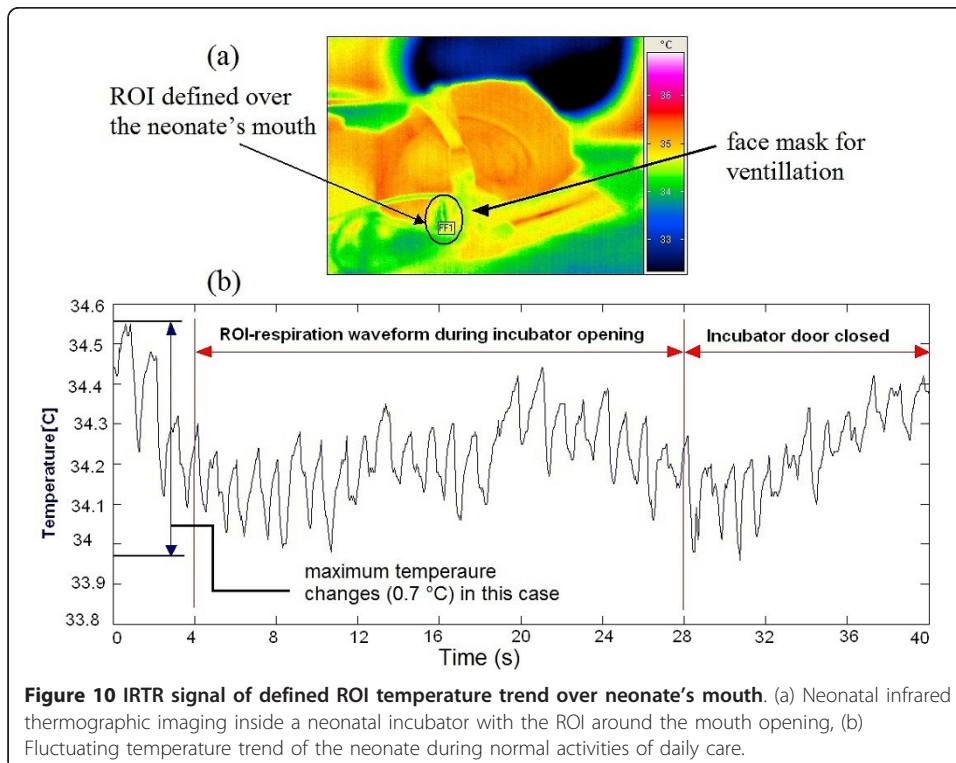 (a)
ROI defined over
the neonate's mouth
°C
36
35
34
33
face mask for
ventillation
FF1
(b)
34.6
34.5
34.4
34.3
34.2
34.1
34
33.9
33.8
Temperature[C]
ROI-respiration waveform during incubator opening
Incubator door closed
maximum temperaure
changes (0.7 °C) in this case
0 4 8 12 16 20 24 28 32 36 40
Time (s)
Figure 10 IRTR signal of defined ROI temperature trend over neonate's mouth. (a) Neonatal infrared
thermographic imaging inside a neonatal incubator with the ROI around the mouth opening, (b)
Fluctuating temperature trend of the neonate during normal activities of daily care.